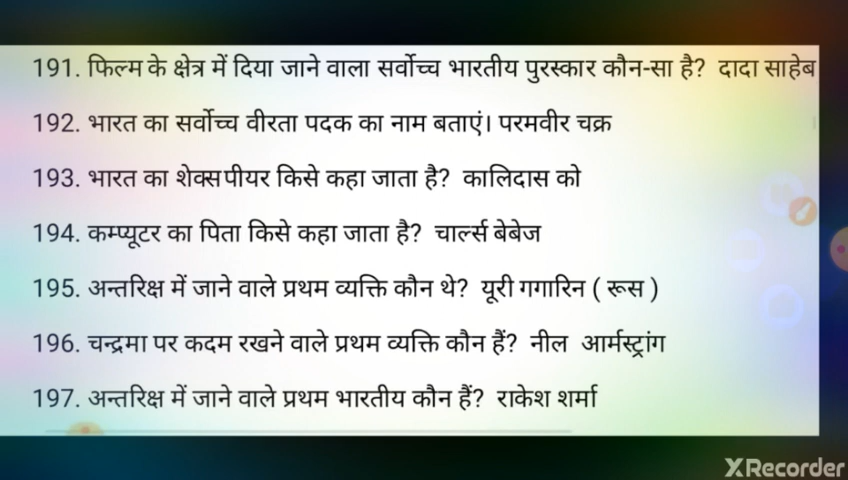 191. फिल्म के क्षेत्र में दिया जाने वाला सर्वोच्च भारतीय पुरस्कार कौन-सा है? दादा साहेब
192. भारत का सर्वोच्च वीरता पदक का नाम बताएं। परमवीर चक्र
193. भारत का शेक्सपीयर किसे कहा जाता है? कालिदास को
194. कम्प्यूटर का पिता किसे कहा जाता है? चार्ल्स बेबेज
195. अन्तरिक्ष में जाने वाले प्रथम व्यक्ति कौन थे? यूरी गगारिन ( रूस )
196. चन्द्रमा पर कदम रखने वाले प्रथम व्यक्ति कौन हैं? नील आर्मस्ट्रांग
197. अन्तरिक्ष में जाने वाले प्रथम भारतीय कौन हैं? राकेश शर्मा
XRecorder